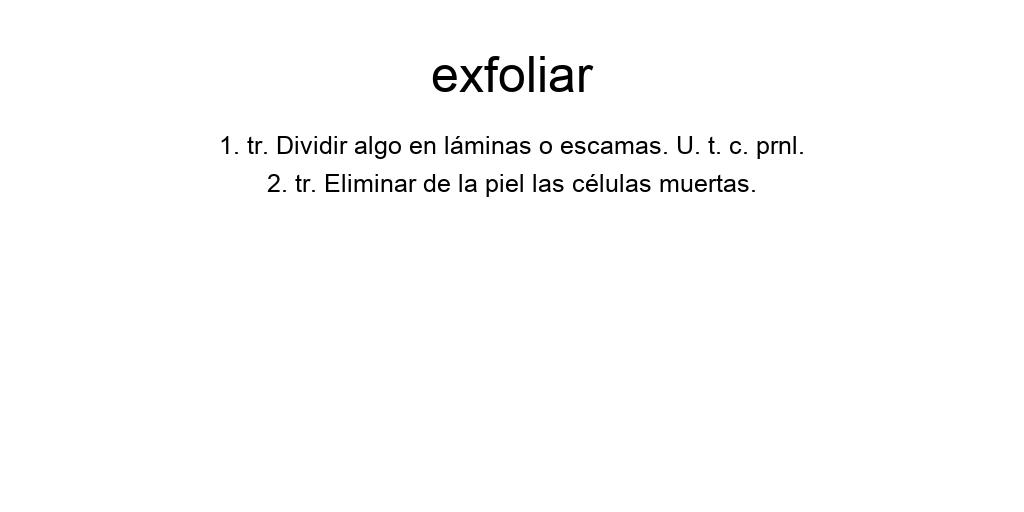 exfoliar
1. tr. Dividir algo en láminas o escamas. U. t. c. prnl.
2. tr. Eliminar de la piel las células muertas.